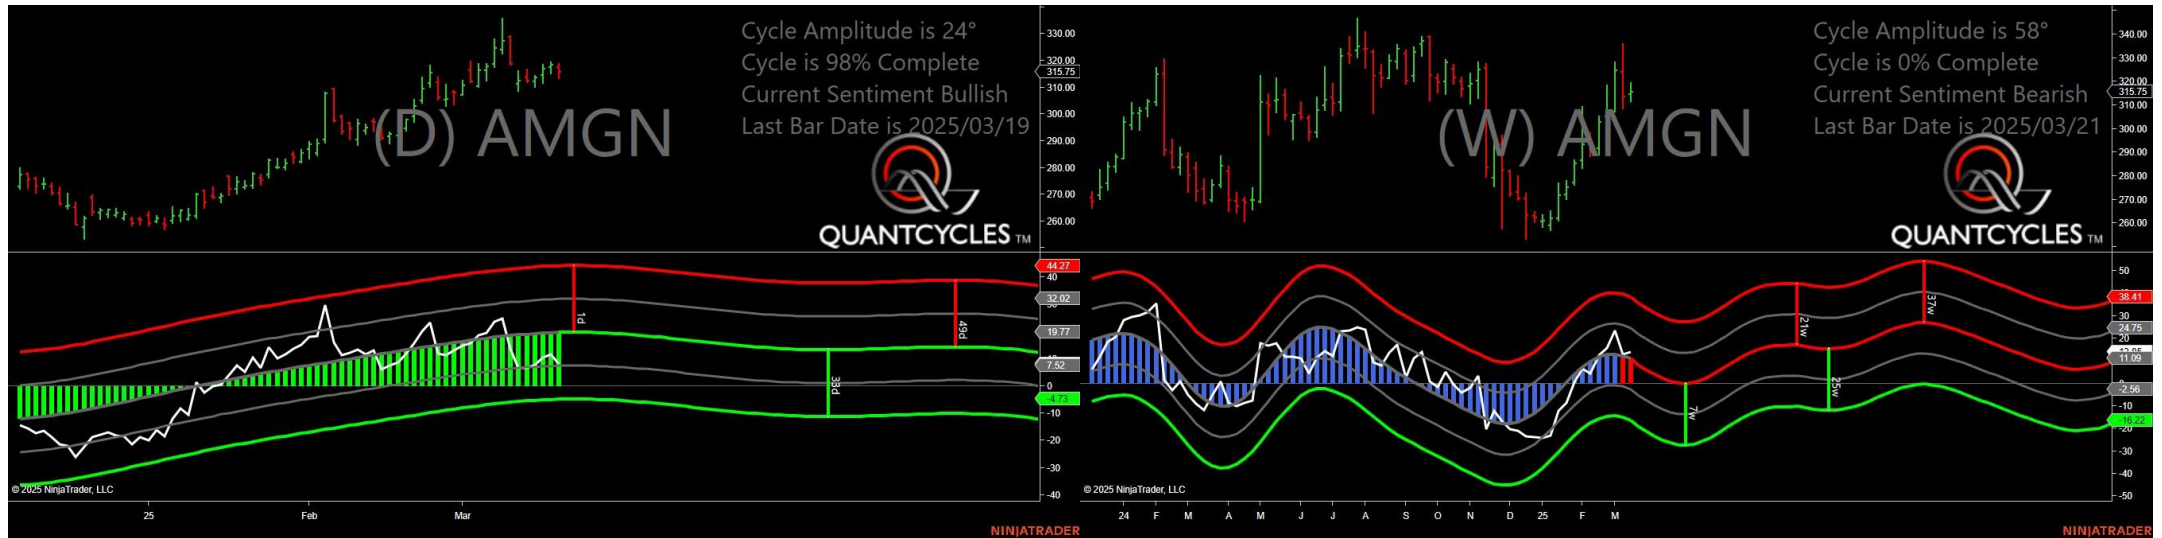 Cycle Amplitude is 24°
Cycle is 98% Complete
Current Sentiment Bullish
Last Bar Date is 2025/03/19
(D) AMGN
QUANTCYCLES TM
330.00
320.00
315.75
310.00
300.00
290.00
280.00
270.00
260.00
44.27
40
32.02
19.77
7.52
0
-4.73
-10
-20
-30
-40
1d
33d
49d
© 2025 NinjaTrader, LLC
25 Feb Mar
NINJATRADER
Cycle Amplitude is 58°
Cycle is 0% Complete
Current Sentiment Bearish
Last Bar Date is 2025/03/21
(W) AMGN
QUANTCYCLES TM
340.00
330.00
320.00
315.75
310.00
300.00
290.00
280.00
270.00
260.00
50
38.41
30
24.75
20
11.09
-2.56
-10
-16.22
-20
-30
-40
-50
7w
21w
25w
37w
© 2025 NinjaTrader, LLC
24 F M A M J J A S O N D 25 F M
NINJATRADER